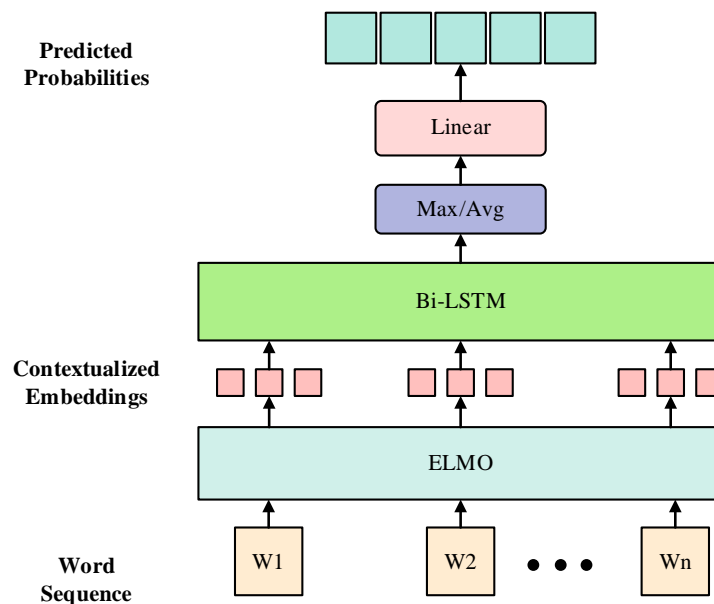 Predicted
Probabilities
Linear
Max/Avg
Bi-LSTM
Contextualized
Embeddings
ELMO
W1 W2 Wn
Word
Sequence